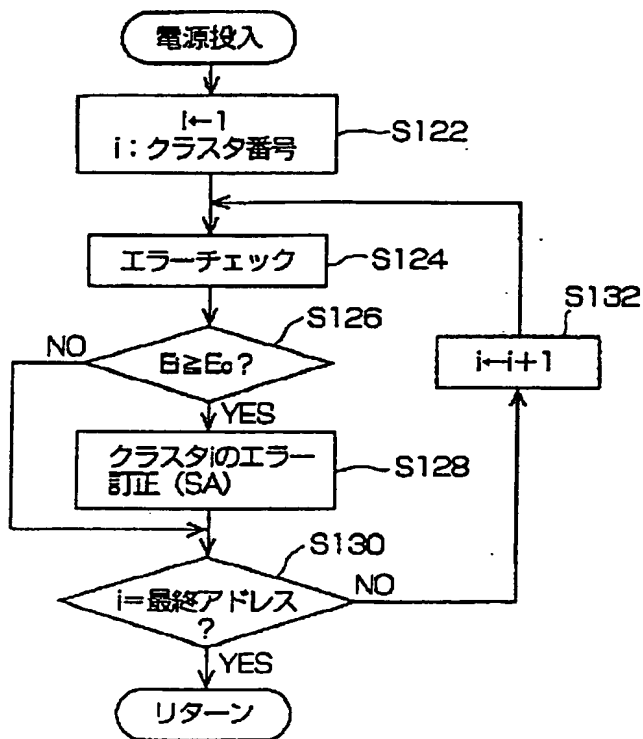 電源投入
i←1
i：クラスタ番号
S122
エラーチェック
S124
S126
Ei≧Eo？
NO
YES
クラスタiのエラー
訂正（SA）
S128
S130
i＝最終アドレス
？
NO
YES
S132
i←i＋1
リターン